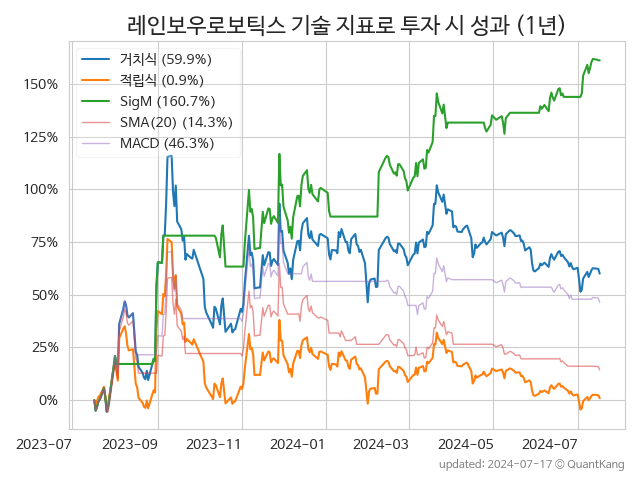 레인보우로보틱스 기술 지표로 투자 시 성과 (1년)
거치식 (59.9%)
적립식 (0.9%)
SigM (160.7%)
SMA(20) (14.3%)
MACD (46.3%)
150%
125%
100%
75%
50%
25%
0%
2023-07 2023-09 2023-11 2024-01 2024-03 2024-05 2024-07
updated: 2024-07-17 © QuantKang